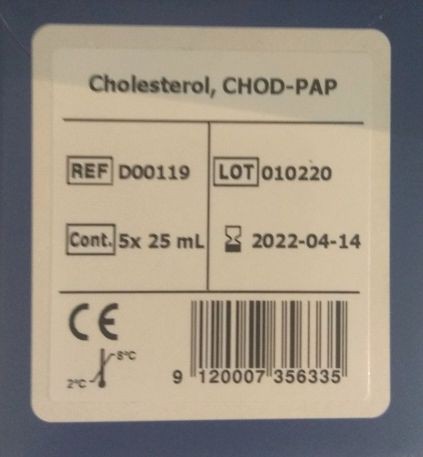 Cholesterol, CHOD-PAP
REF D00119
LOT 010220
Cont. 5x 25 mL
2022-04-14
CE
8°C
2°C
9 120007 356335